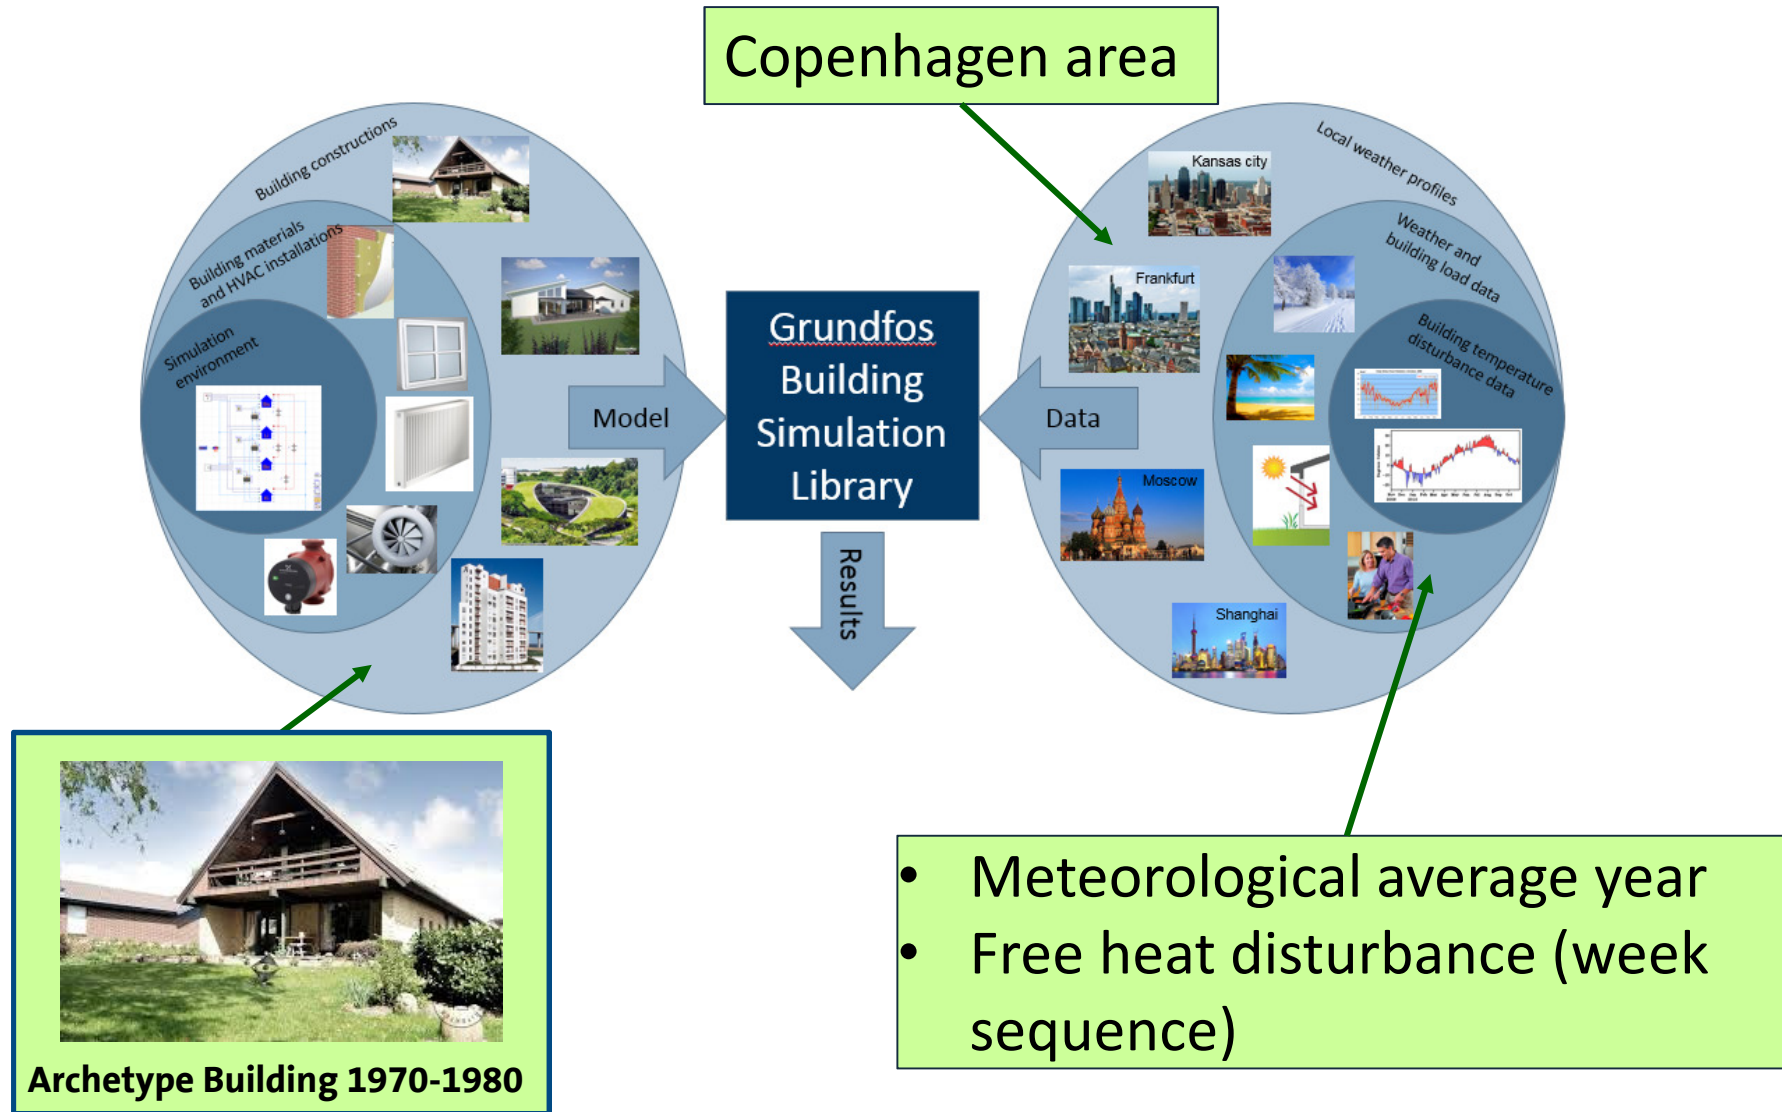 Copenhagen area
Building constructions
Building materials
and HVAC installations
Simulation
environment
Model
Grundfos
Building
Simulation
Library
Results
Data
Local weather profiles
Weather and
building load data
Building temperature
disturbance data
Kansas city
Frankfurt
Moscow
Shanghai
Archetype Building 1970-1980
• Meteorological average year
• Free heat disturbance (week
sequence)